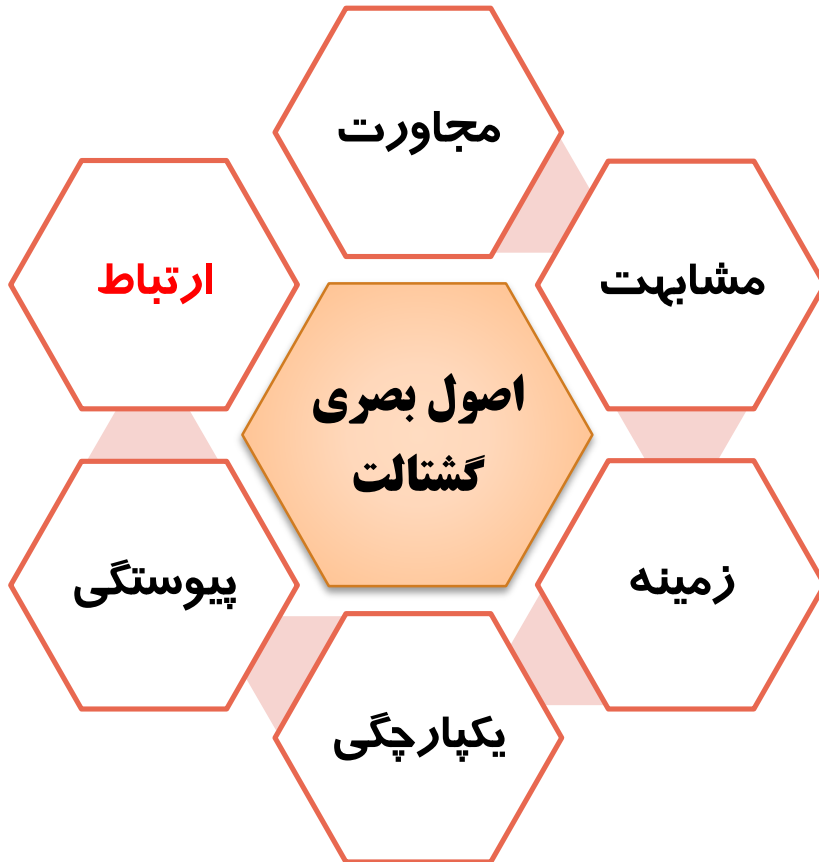 مجاورت
مشابهت
ارتباط
اصول بصری
گشتالت
زمینه
پیوستگی
یکپارچگی